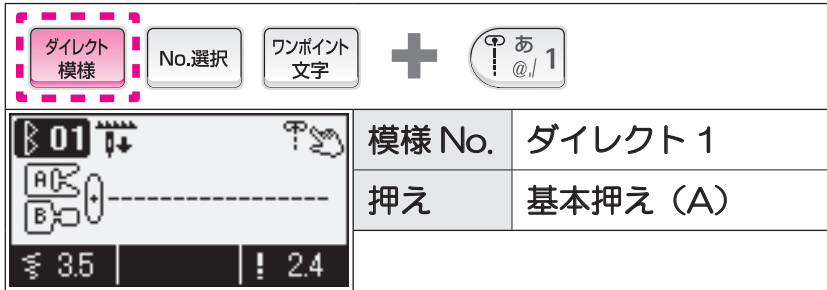 ダイレクト
模様
No.選択
ワンポイント
文字
あ
@./
1
01
模様 No.
ダイレクト 1
A
B
押え
基本押え（A）
3.5
2.4